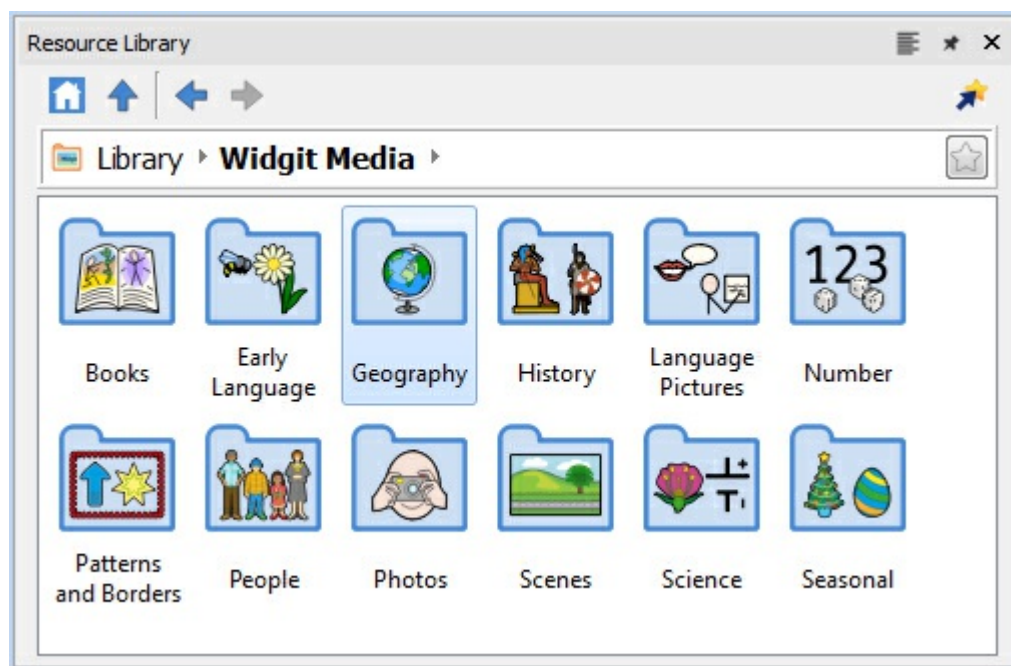 Resource Library
Library Widgit Media
Books
Early
Language
Geography
History
Language
Pictures
123
Number
Patterns
and Borders
People
Photos
Scenes
Science
Seasonal